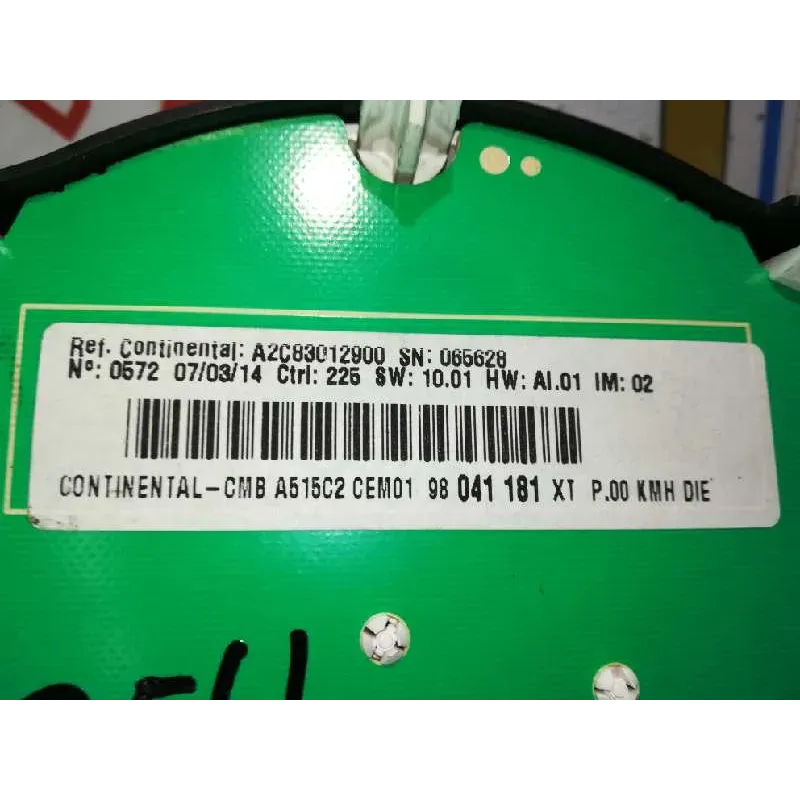 Ref. Continental: A2C83012900 SN: 065628
Nº: 0572 07/03/14 Ctrl: 225 SW: 10.01 HW: AI.01 IM: 02
CONTINENTAL-CMB A515C2 CEM01 98 041 181 XT P.00 KMH DIE